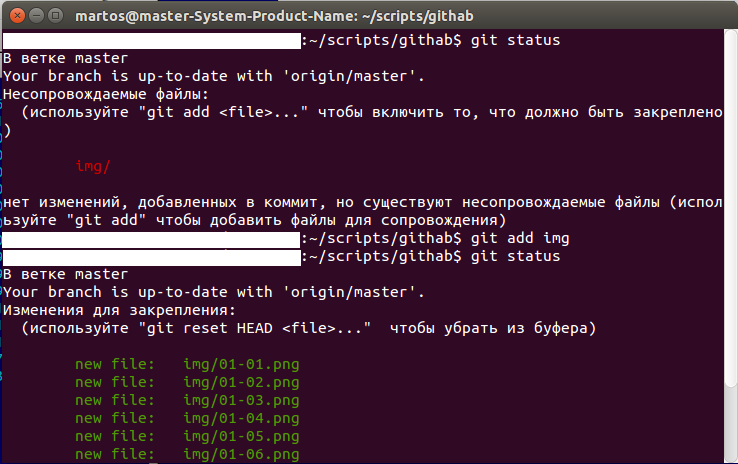 martos@master-System-Product-Name: ~/scripts/githab
:~/scripts/githab$ git status
В ветке master
Your branch is up-to-date with 'origin/master'.
Несопровождаемые файлы:
(используйте "git add <file>..." чтобы включить то, что должно быть закреплено
)
img/
нет изменений, добавленных в коммит, но существуют несопровождаемые файлы (испол
ьзуйте "git add" чтобы добавить файлы для сопровождения)
:~/scripts/githab$ git add img
:~/scripts/githab$ git status
В ветке master
Your branch is up-to-date with 'origin/master'.
Изменения для закрепления:
(используйте "git reset HEAD <file>..." чтобы убрать из буфера)
new file: img/01-01.png
new file: img/01-02.png
new file: img/01-03.png
new file: img/01-04.png
new file: img/01-05.png
new file: img/01-06.png